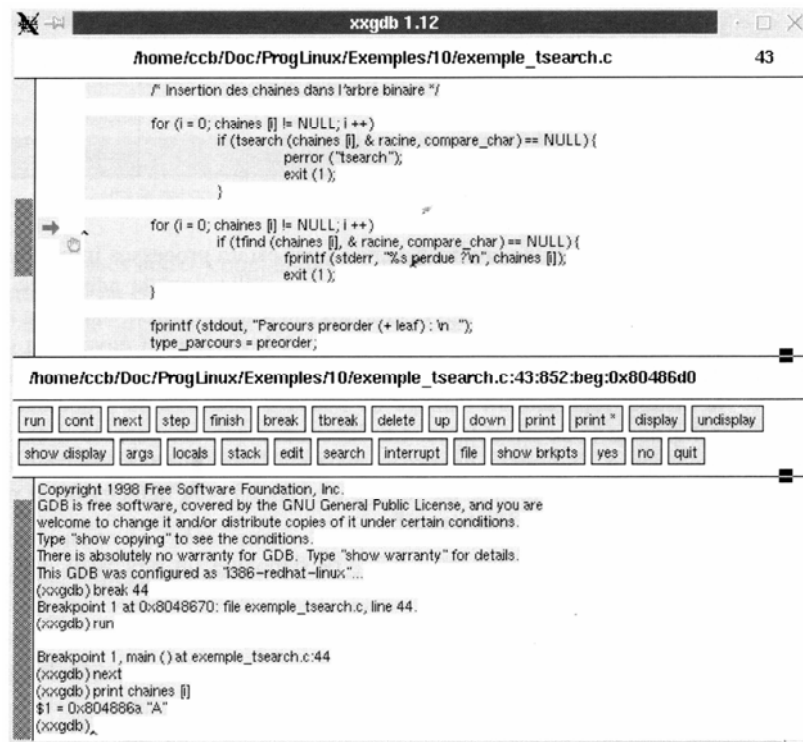 xxgdb 1.12
/home/ccb/Doc/ProgLinux/Exemples/10/exemple_tsearch.c 43
/* Insertion des chaines dans l'arbre binaire */
for (i = 0; chaines [i] != NULL; i ++)
if (tsearch (chaines [i], & racine, compare_char) == NULL) {
perror ("tsearch");
exit (1);
}
for (i = 0; chaines [i] != NULL; i ++)
if (tfind (chaines [i], & racine, compare_char) == NULL) {
fprintf (stderr, "%s perdue ?\n", chaines [i]);
exit (1);
}
fprintf (stdout, "Parcours preorder (+ leaf) : \n ");
type_parcours = preorder;
/home/ccb/Doc/ProgLinux/Exemples/10/exemple_tsearch.c:43:852:beg:0x80486d0
run cont next step finish break tbreak delete up down print print * display undisplay
show display args locals stack edit search interrupt file show brkpts yes no quit
Copyright 1998 Free Software Foundation, Inc.
GDB is free software, covered by the GNU General Public License, and you are
welcome to change it and/or distribute copies of it under certain conditions.
Type "show copying" to see the conditions.
There is absolutely no warranty for GDB. Type "show warranty" for details.
This GDB was configured as "i386-redhat-linux"...
(xxgdb) break 44
Breakpoint 1 at 0x8048670: file exemple_tsearch.c, line 44.
(xxgdb) run
Breakpoint 1, main () at exemple_tsearch.c:44
(xxgdb) next
(xxgdb) print chaines [i]
$1 = 0x804886a "A"
(xxgdb)